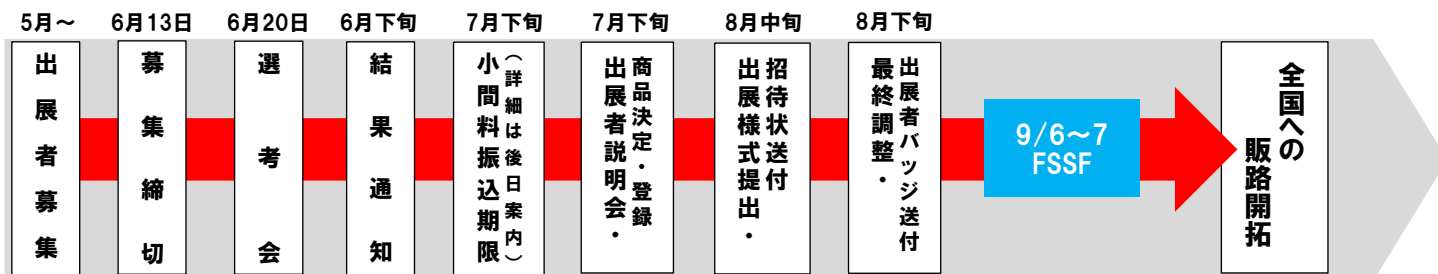 5月～
出展者募集
6月13日
募集締切
6月20日
選考会
6月下旬
結果通知
7月下旬
小間料振込期限
（詳細は後日案内）
7月下旬
出展者説明会・
商品決定・登録
8月中旬
出展様式提出・
招待状送付
8月下旬
最終調整・
出展者バッジ送付
9/6～7
FSSF
全国への
販路開拓